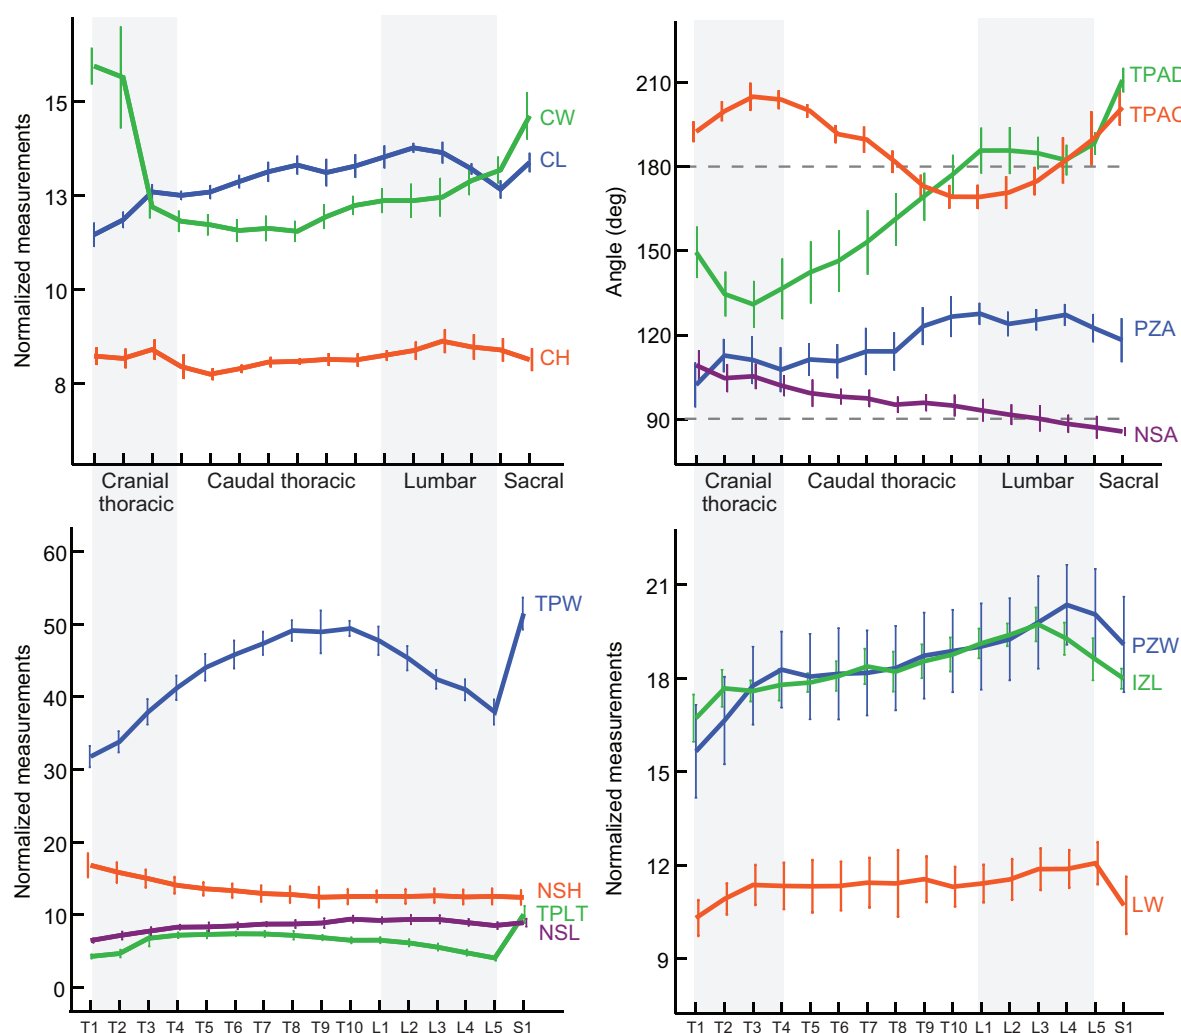 Normalized measurements
15
13
10
8
CW
CL
CH
Angle (deg)
210
180
150
120
90
TPAD
TPAC
PZA
NSA
Cranial
thoracic
Caudal thoracic
Lumbar
Sacral
Cranial
thoracic
Caudal thoracic
Lumbar
Sacral
Normalized measurements
60
50
40
30
20
10
0
TPW
NSH
TPLT
NSL
T1 T2 T3 T4 T5 T6 T7 T8 T9 T10 L1 L2 L3 L4 L5 S1
Normalized measurements
21
18
15
12
9
PZW
IZL
LW
T1 T2 T3 T4 T5 T6 T7 T8 T9 T10 L1 L2 L3 L4 L5 S1